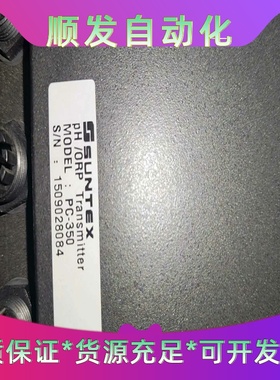 顺发自动化
SUNTEX
pH/ORP Transmitter
MODEL : PC-350
S/N : 1509028084
质保证*货源充足*可开发